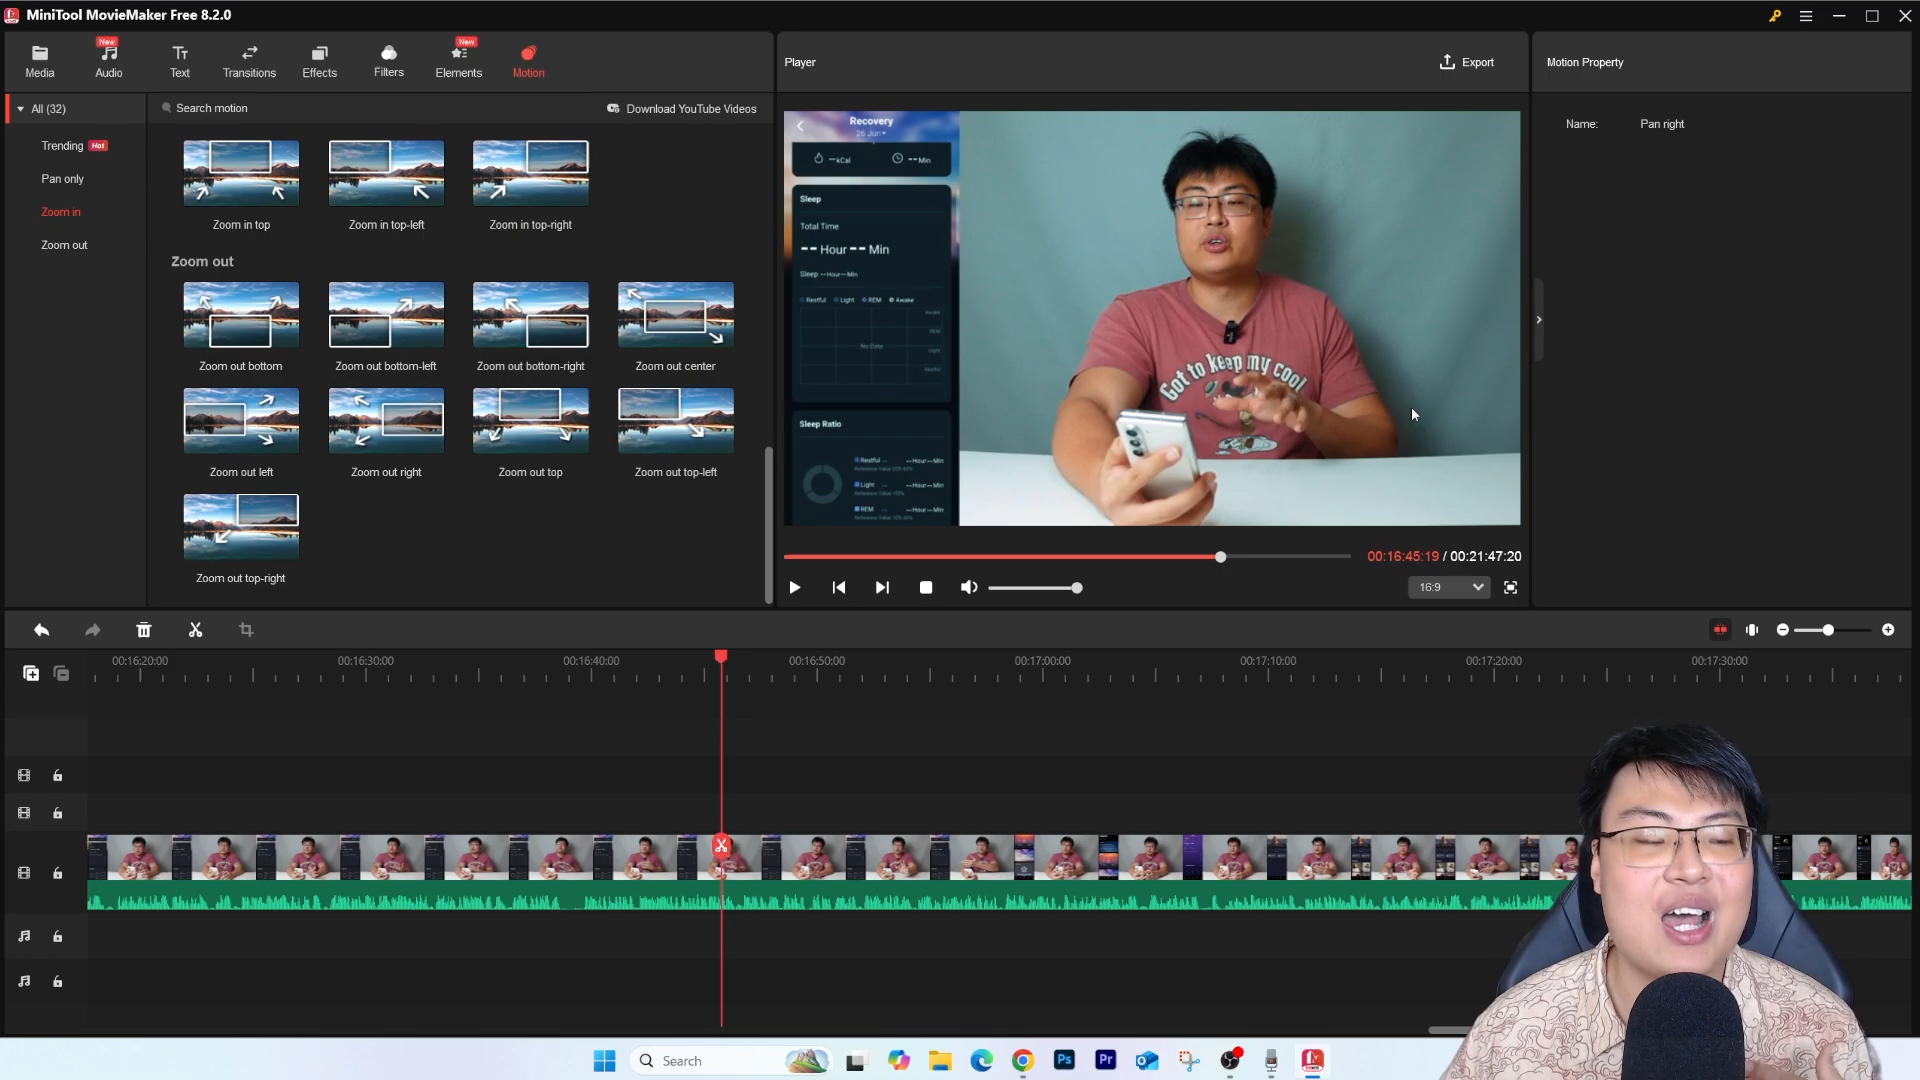 MiniTool MovieMaker Free 8.2.0
Media
New
Audio
Text
Transitions
Effects
Filters
New
Elements
Motion
Player
Export
Motion Property
All (32)
Search motion
Download YouTube Videos
Trending Hot
Pan only
Zoom in
Zoom out
Zoom in top
Zoom in top-left
Zoom in top-right
Zoom out
Zoom out bottom
Zoom out bottom-left
Zoom out bottom-right
Zoom out center
Zoom out left
Zoom out right
Zoom out top
Zoom out top-left
Zoom out top-right
Recovery
26 Jun
--kCal
--Min
Sleep
Total Time
-- Hour -- Min
Sleep --Hour--Min
Restful Light REM Awake
Awake
REM
Light
Restful
No Data
Sleep Ratio
Restful -- --Hour--Min
Light -- --Hour--Min
REM -- --Hour--Min
Got to keep my cool
Name: Pan right
00:16:45:19 / 00:21:47:20
16:9
00:16:20:00
00:16:30:00
00:16:40:00
00:16:50:00
00:17:00:00
00:17:10:00
00:17:20:00
00:17:30:00
Search
Ps
Pr